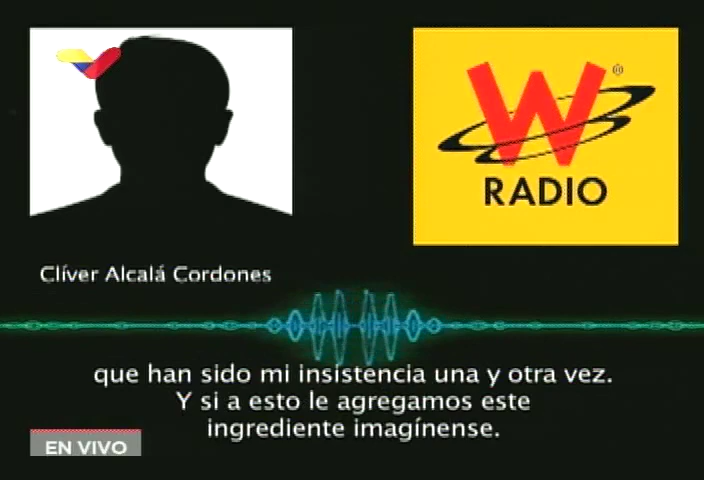 W®
RADIO
Clíver Alcalá Cordones
que han sido mi insistencia una y otra vez.
Y si a esto le agregamos este
ingrediente imagínense.
EN VIVO